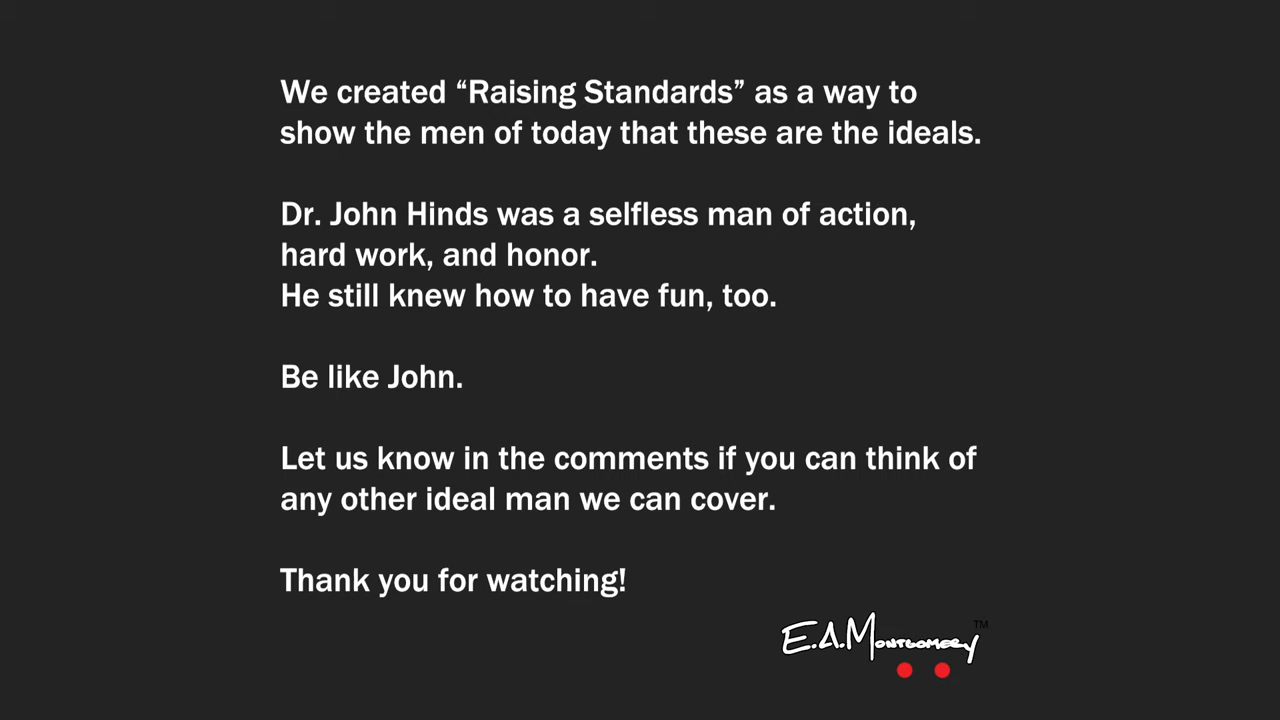 We created “Raising Standards” as a way to
show the men of today that these are the ideals.
Dr. John Hinds was a selfless man of action,
hard work, and honor.
He still knew how to have fun, too.
Be like John.
Let us know in the comments if you can think of
any other ideal man we can cover.
Thank you for watching!
E.A.Montgomery TM